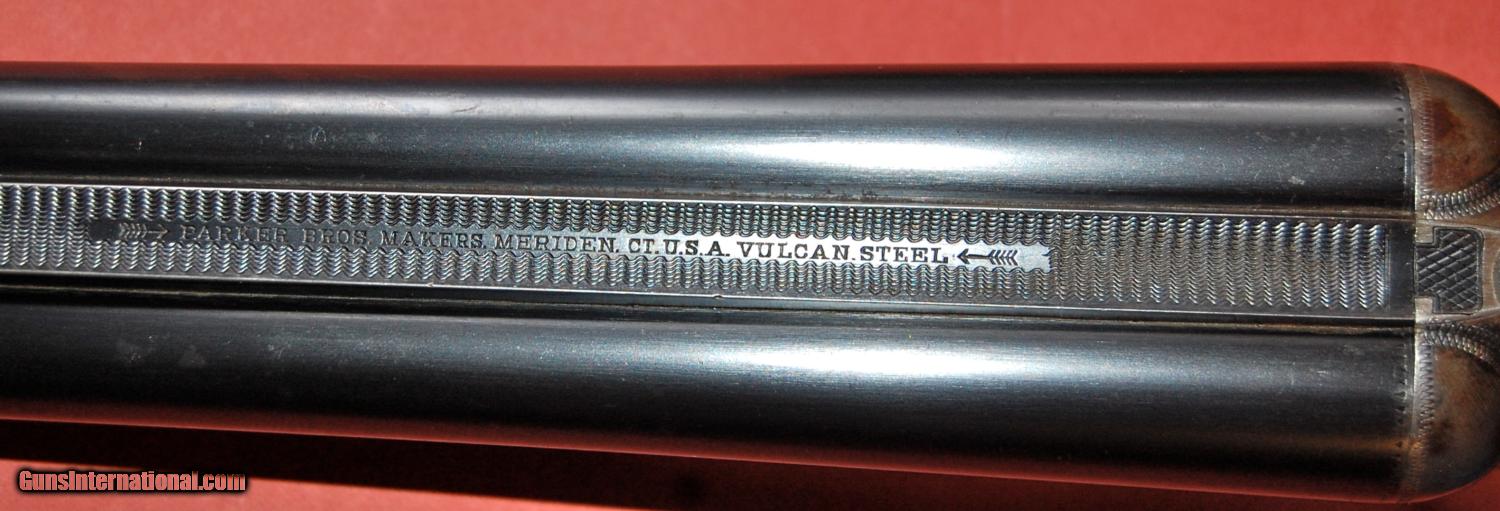 PARKER BROS, MAKERS, MERIDEN, CT. U.S.A. VULCAN. STEEL
GunsInternational.com